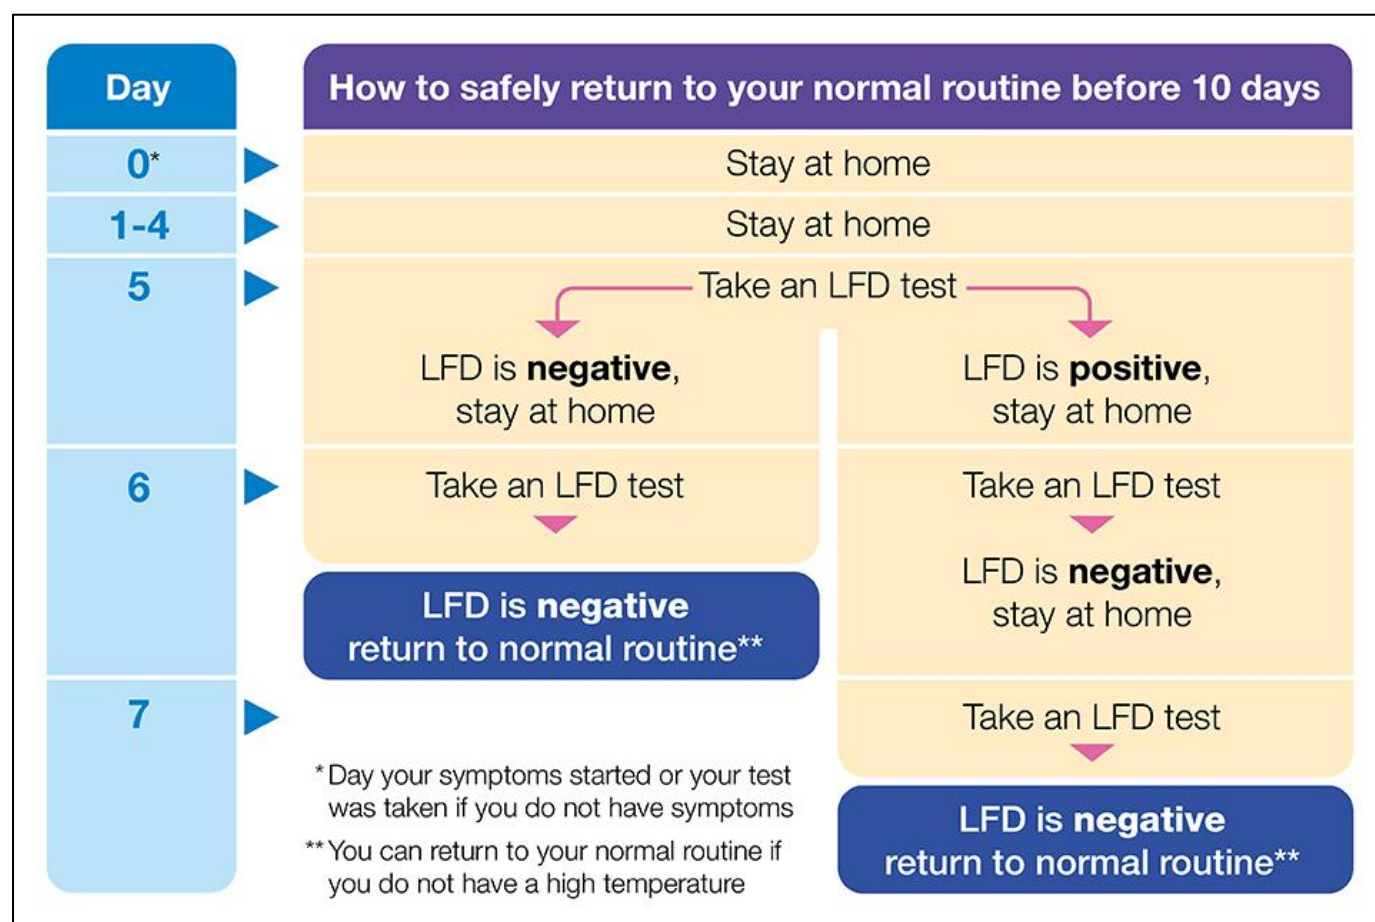 Day
How to safely return to your normal routine before 10 days
0*
Stay at home
1-4
Stay at home
5
Take an LFD test
LFD is negative,
stay at home
LFD is positive,
stay at home
6
Take an LFD test
LFD is negative
return to normal routine**
Take an LFD test
LFD is negative,
stay at home
7
Take an LFD test
LFD is negative
return to normal routine**
*Day your symptoms started or your test
was taken if you do not have symptoms
**You can return to your normal routine if
you do not have a high temperature